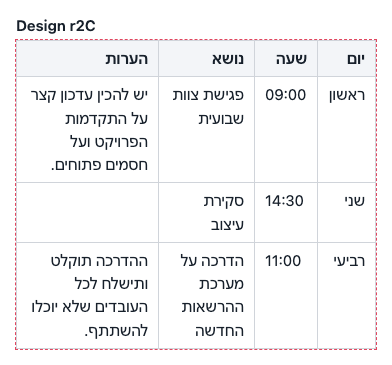 Design r2C
יום שעה נושא הערות
ראשון 09:00 פגישת צוות יש להכין עדכון קצר
שבועית על התקדמות
הפרויקט ועל
חסמים פתוחים.
שני 14:30 סקירת
עיצוב
רביעי 11:00 הדרכה על ההדרכה תוקלט
מערכת ותישלח לכל
ההרשאות העובדים שלא יוכלו
החדשה להשתתף.